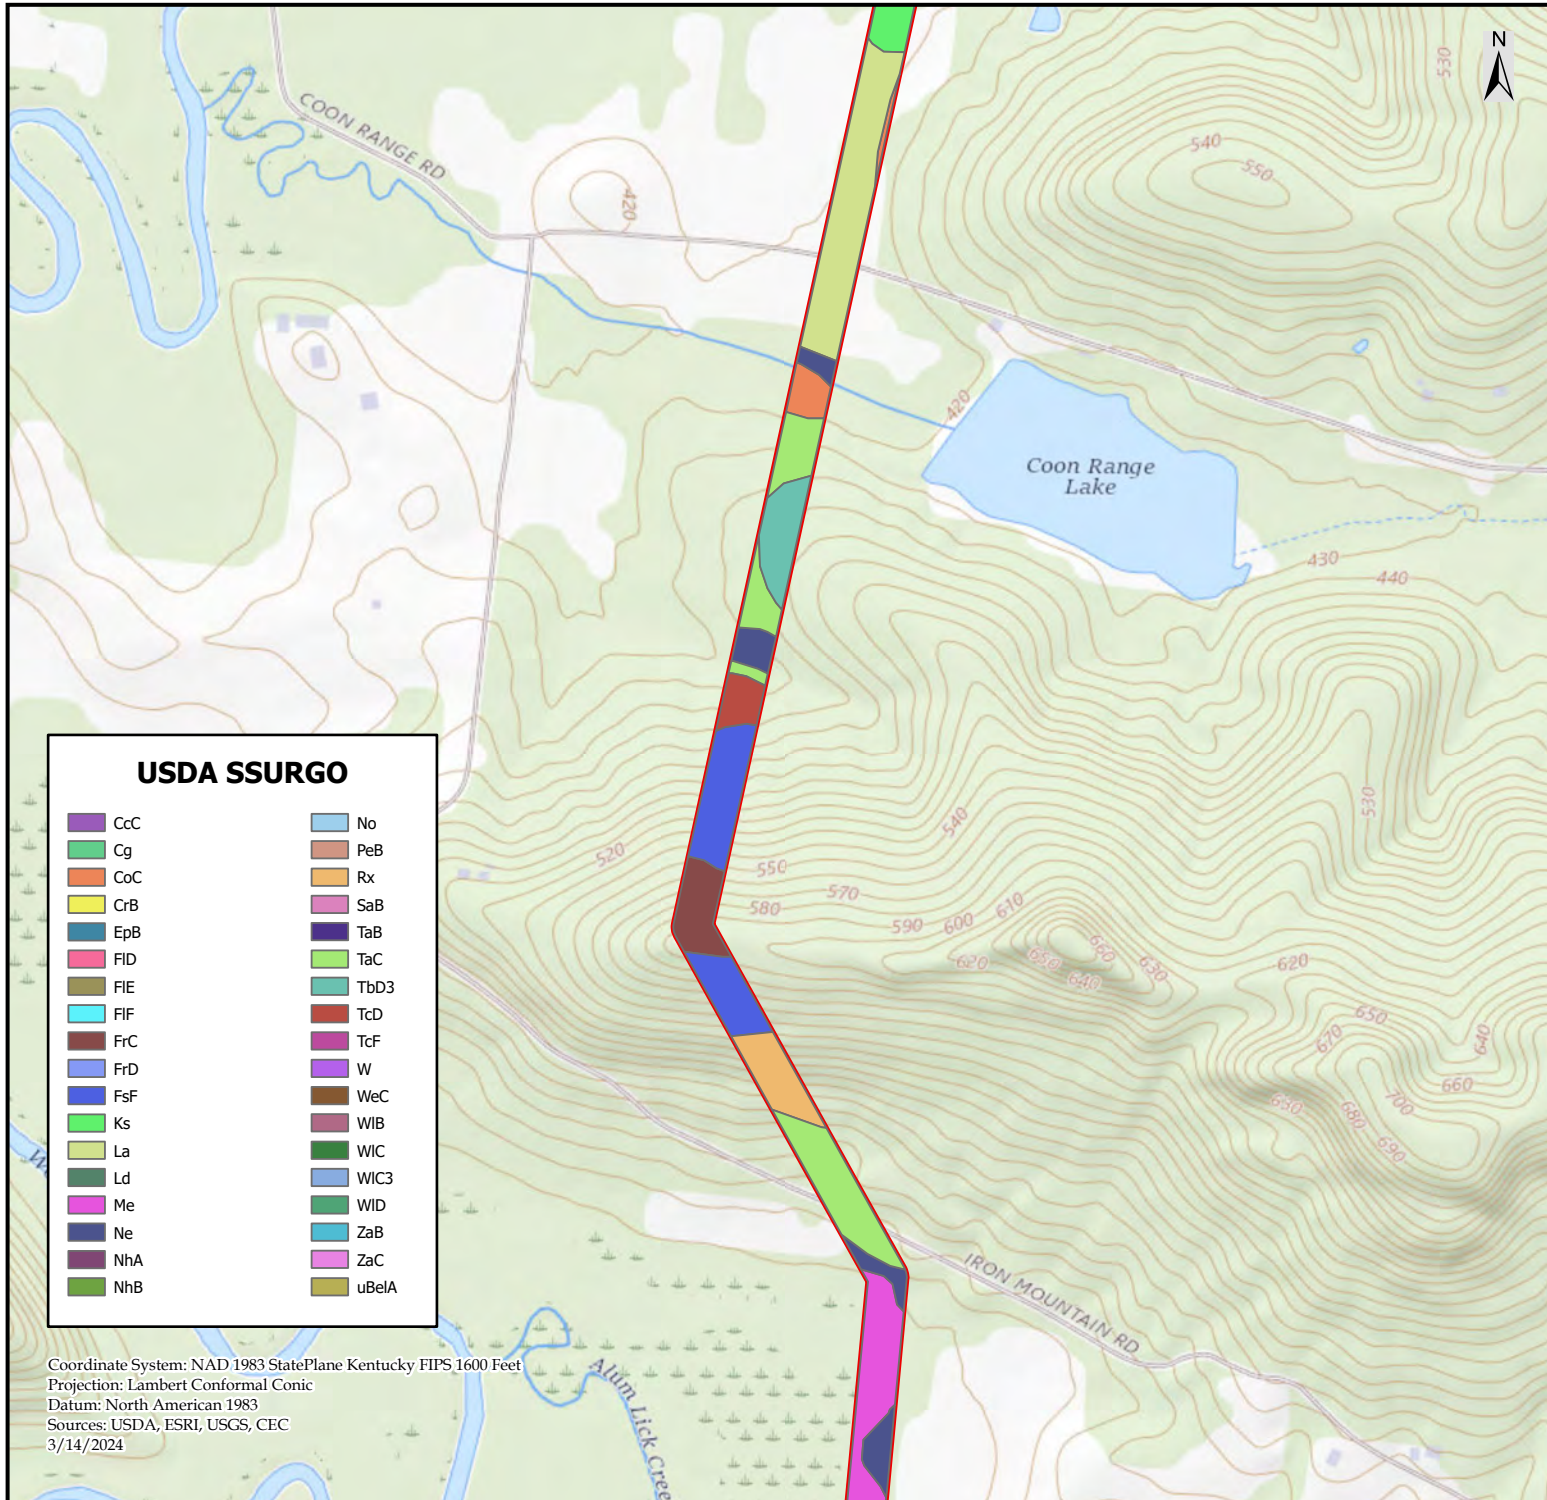 N
530
COON RANGE RD
540
550
420
420
Coon Range
Lake
430
440
530
540
520
550
570
580
590
600
610
660
650
640
630
620
620
650
670
640
660
680
680
700
690
USDA SSURGO
CcC
Cg
CoC
CrB
EpB
FlD
FlE
FlF
FrC
FrD
FsF
Ks
La
Ld
Me
Ne
NhA
NhB
No
PeB
Rx
SaB
TaB
TaC
TbD3
TcD
TcF
W
WeC
WlB
WlC
WlC3
WlD
ZaB
ZaC
uBelA
IRON MOUNTAIN RD
Alum Lick Cree
Coordinate System: NAD 1983 StatePlane Kentucky FIPS 1600 Feet
Projection: Lambert Conformal Conic
Datum: North American 1983
Sources: USDA, ESRI, USGS, CEC
3/14/2024